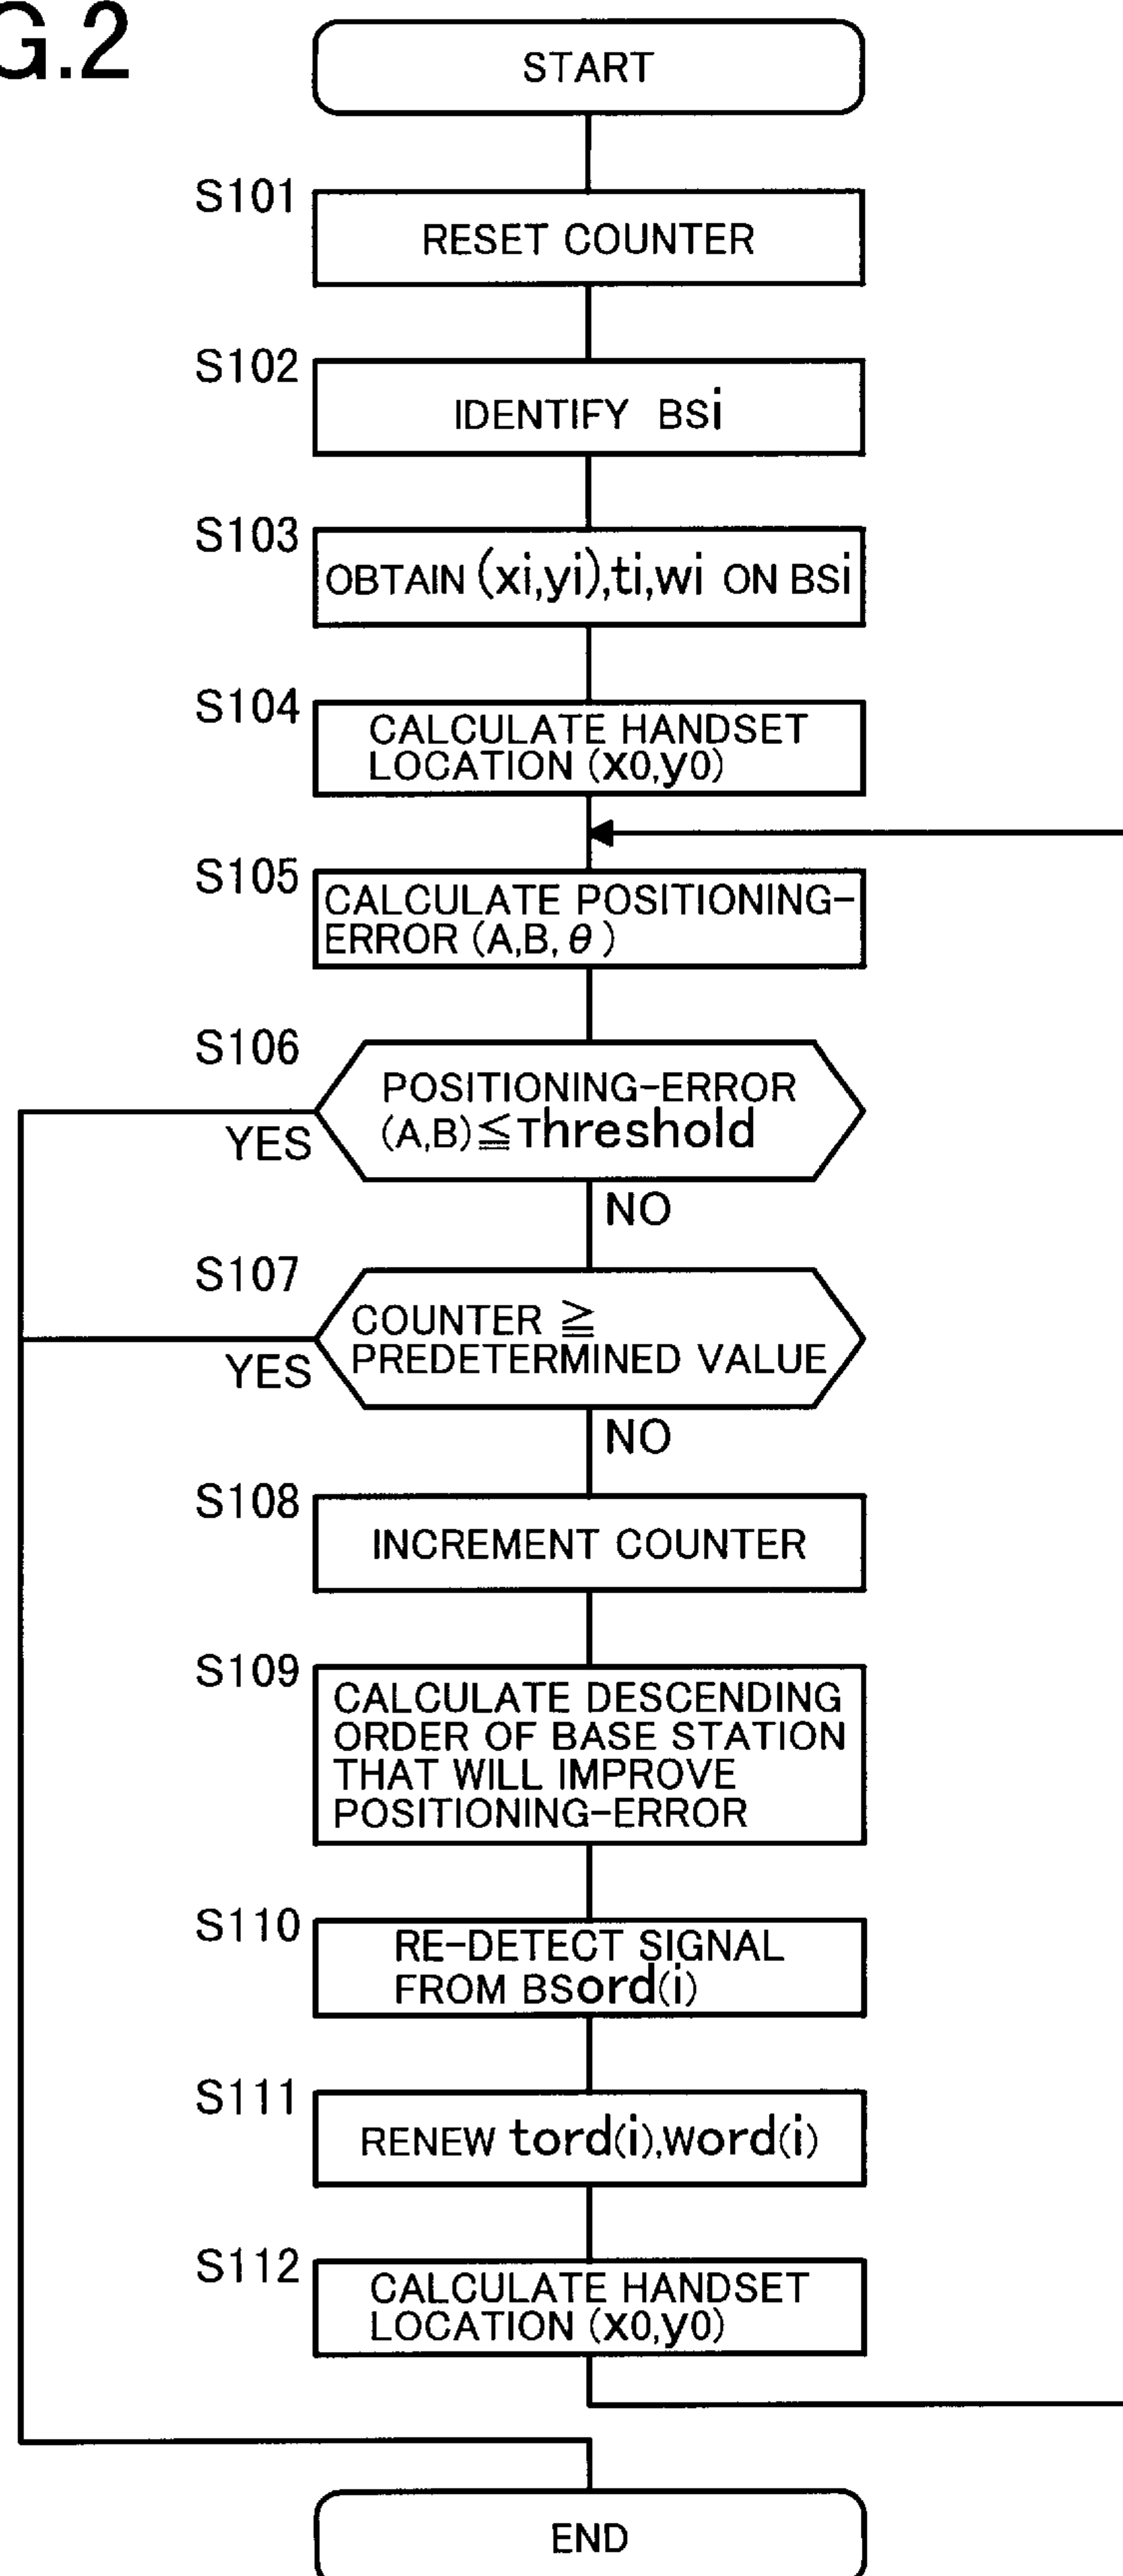 G.2
START
S101
RESET COUNTER
S102
IDENTIFY BSi
S103
OBTAIN (xi,yi),ti,wi ON BSi
S104
CALCULATE HANDSET
LOCATION (x0,y0)
S105
CALCULATE POSITIONING-
ERROR (A,B,θ)
S106
POSITIONING-ERROR
(A,B)≦Threshold
YES
NO
S107
COUNTER ≧
PREDETERMINED VALUE
YES
NO
S108
INCREMENT COUNTER
S109
CALCULATE DESCENDING
ORDER OF BASE STATION
THAT WILL IMPROVE
POSITIONING-ERROR
S110
RE-DETECT SIGNAL
FROM BSord(i)
S111
RENEW tord(i),word(i)
S112
CALCULATE HANDSET
LOCATION (x0,y0)
END